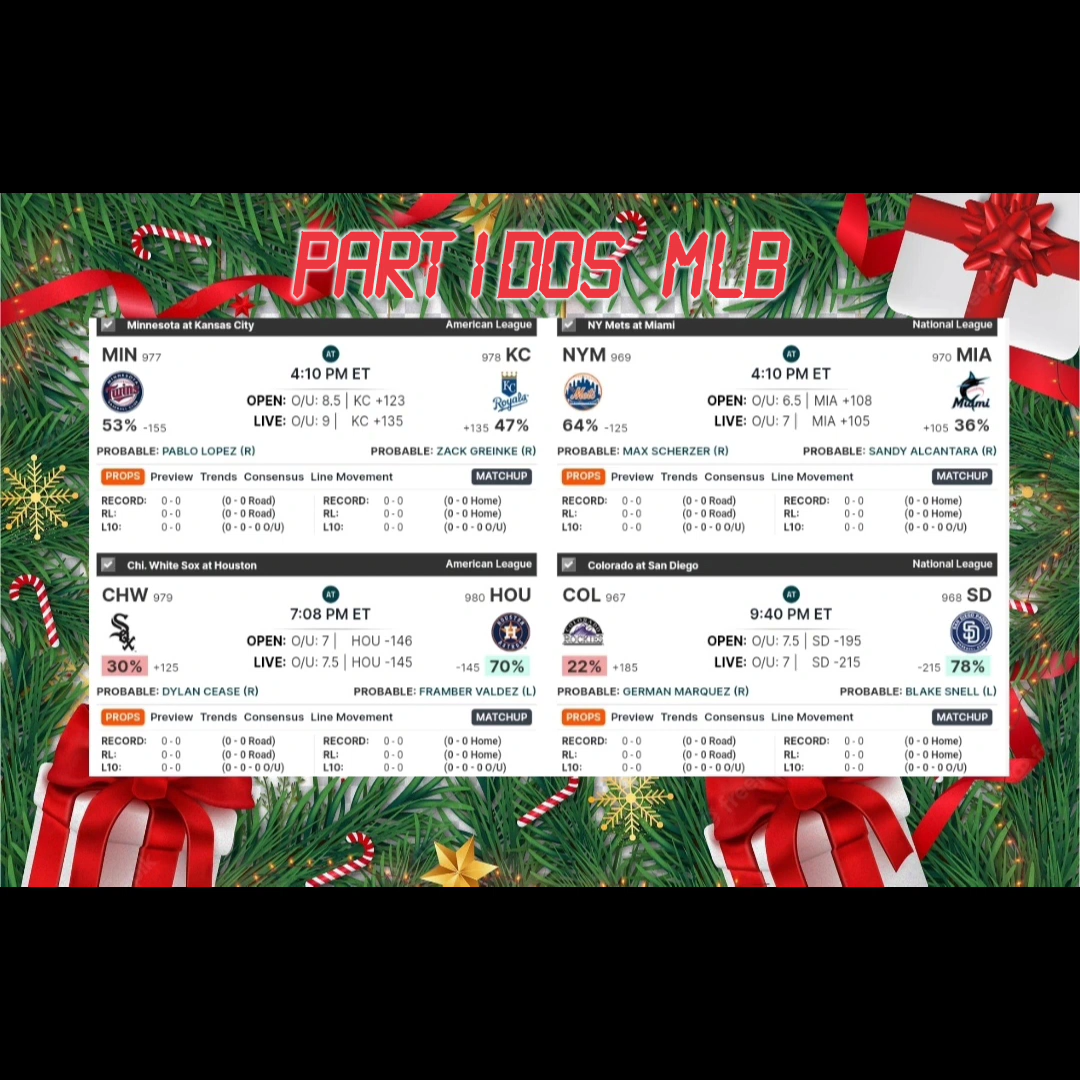 PARTIDOS MLB
Minnesota at Kansas City American League
MIN 977 AT 978 KC
4:10 PM ET
OPEN: O/U: 8.5 | KC +123
LIVE: O/U: 9 | KC +135
53% -155 +135 47%
PROBABLE: PABLO LOPEZ (R) PROBABLE: ZACK GREINKE (R)
PROPS Preview Trends Consensus Line Movement MATCHUP
RECORD: 0 - 0 (0 - 0 Road) RECORD: 0 - 0 (0 - 0 Home)
RL: 0 - 0 (0 - 0 Road) RL: 0 - 0 (0 - 0 Home)
L10: 0 - 0 (0 - 0 - 0 O/U) L10: 0 - 0 (0 - 0 - 0 O/U)
NY Mets at Miami National League
NYM 969 AT 970 MIA
4:10 PM ET
OPEN: O/U: 6.5 | MIA +108
LIVE: O/U: 7 | MIA +105
64% -125 +105 36%
PROBABLE: MAX SCHERZER (R) PROBABLE: SANDY ALCANTARA (R)
PROPS Preview Trends Consensus Line Movement MATCHUP
RECORD: 0 - 0 (0 - 0 Road) RECORD: 0 - 0 (0 - 0 Home)
RL: 0 - 0 (0 - 0 Road) RL: 0 - 0 (0 - 0 Home)
L10: 0 - 0 (0 - 0 - 0 O/U) L10: 0 - 0 (0 - 0 - 0 O/U)
Chi. White Sox at Houston American League
CHW 979 AT 980 HOU
7:08 PM ET
OPEN: O/U: 7 | HOU -146
LIVE: O/U: 7.5 | HOU -145
30% +125 -145 70%
PROBABLE: DYLAN CEASE (R) PROBABLE: FRAMBER VALDEZ (L)
PROPS Preview Trends Consensus Line Movement MATCHUP
RECORD: 0 - 0 (0 - 0 Road) RECORD: 0 - 0 (0 - 0 Home)
RL: 0 - 0 (0 - 0 Road) RL: 0 - 0 (0 - 0 Home)
L10: 0 - 0 (0 - 0 - 0 O/U) L10: 0 - 0 (0 - 0 - 0 O/U)
Colorado at San Diego National League
COL 967 AT 968 SD
9:40 PM ET
OPEN: O/U: 7.5 | SD -195
LIVE: O/U: 7 | SD -215
22% +185 -215 78%
PROBABLE: GERMAN MARQUEZ (R) PROBABLE: BLAKE SNELL (L)
PROPS Preview Trends Consensus Line Movement MATCHUP
RECORD: 0 - 0 (0 - 0 Road) RECORD: 0 - 0 (0 - 0 Home)
RL: 0 - 0 (0 - 0 Road) RL: 0 - 0 (0 - 0 Home)
L10: 0 - 0 (0 - 0 - 0 O/U) L10: 0 - 0 (0 - 0 - 0 O/U)